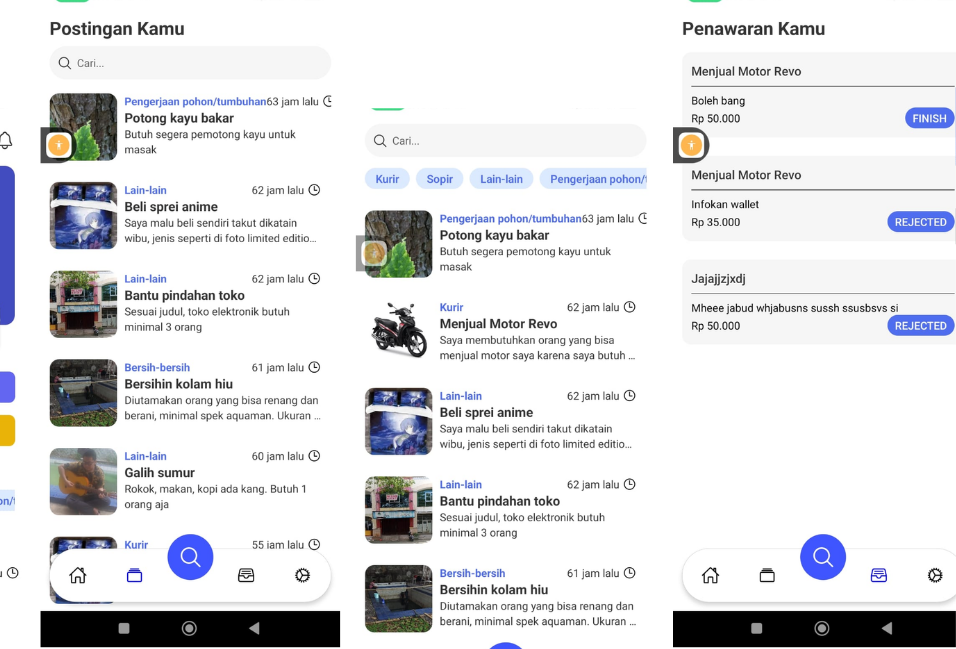 on/t
Postingan Kamu
Cari...
Pengerjaan pohon/tumbuhan 63 jam lalu
Potong kayu bakar
Butuh segera pemotong kayu untuk
masak
Lain-lain 62 jam lalu
Beli sprei anime
Saya malu beli sendiri takut dikatain
wibu, jenis seperti di foto limited editio...
Lain-lain 62 jam lalu
Bantu pindahan toko
Sesuai judul, toko elektronik butuh
minimal 3 orang
Bersih-bersih 61 jam lalu
Bersihin kolam hiu
Diutamakan orang yang bisa renang dan
berani, minimal spek aquaman. Ukuran ...
Lain-lain 60 jam lalu
Galih sumur
Rokok, makan, kopi ada kang. Butuh 1
orang aja
Kurir 55 jam lalu
Cari...
Kurir Sopir Lain-lain Pengerjaan pohon/t
Pengerjaan pohon/tumbuhan 63 jam lalu
Potong kayu bakar
Butuh segera pemotong kayu untuk
masak
Kurir 62 jam lalu
Menjual Motor Revo
Saya membutuhkan orang yang bisa
menjual motor saya karena saya butuh ...
Lain-lain 62 jam lalu
Beli sprei anime
Saya malu beli sendiri takut dikatain
wibu, jenis seperti di foto limited editio...
Lain-lain 62 jam lalu
Bantu pindahan toko
Sesuai judul, toko elektronik butuh
minimal 3 orang
Bersih-bersih 61 jam lalu
Bersihin kolam hiu
Diutamakan orang yang bisa renang dan
berani, minimal spek aquaman. Ukuran ...
Penawaran Kamu
Menjual Motor Revo
Boleh bang
Rp 50.000 FINISH
Menjual Motor Revo
Infokan wallet
Rp 35.000 REJECTED
Jajajjzjxdj
Mheee jabud whjabusns sussh ssusbsvs si
Rp 50.000 REJECTED